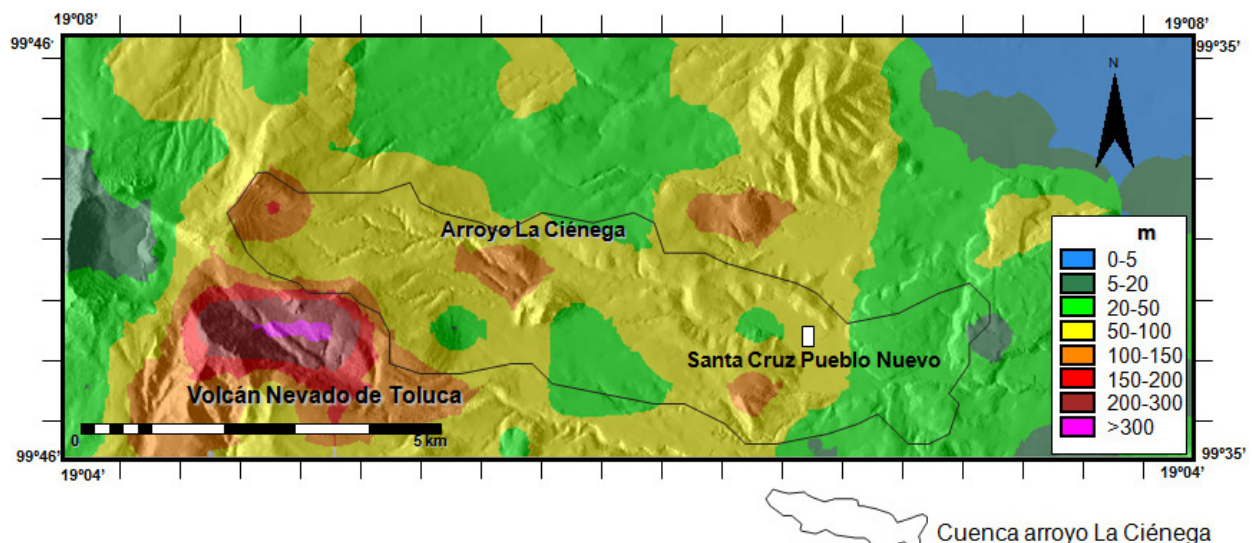 19°08’ 19°08’
99°46’ 99°35’
N
Arroyo La Ciénega
m
0-5
5-20
20-50
50-100
100-150
150-200
200-300
>300
Santa Cruz Pueblo Nuevo
Volcán Nevado de Toluca
0 5 km
99°46’ 99°35’
19°04’ 19°04’
Cuenca arroyo La Ciénega